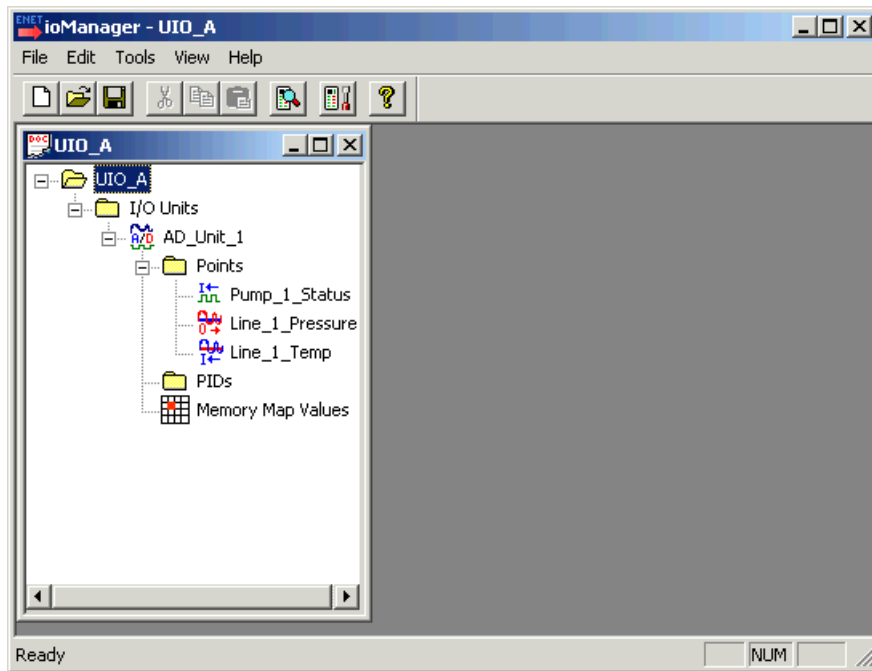 ENET
ioManager - UIO_A
File Edit Tools View Help
DOC
UIO_A
UIO_A
I/O Units
A/D AD_Unit_1
Points
I Pump_1_Status
O Line_1_Pressure
I Line_1_Temp
PIDs
Memory Map Values
Ready NUM